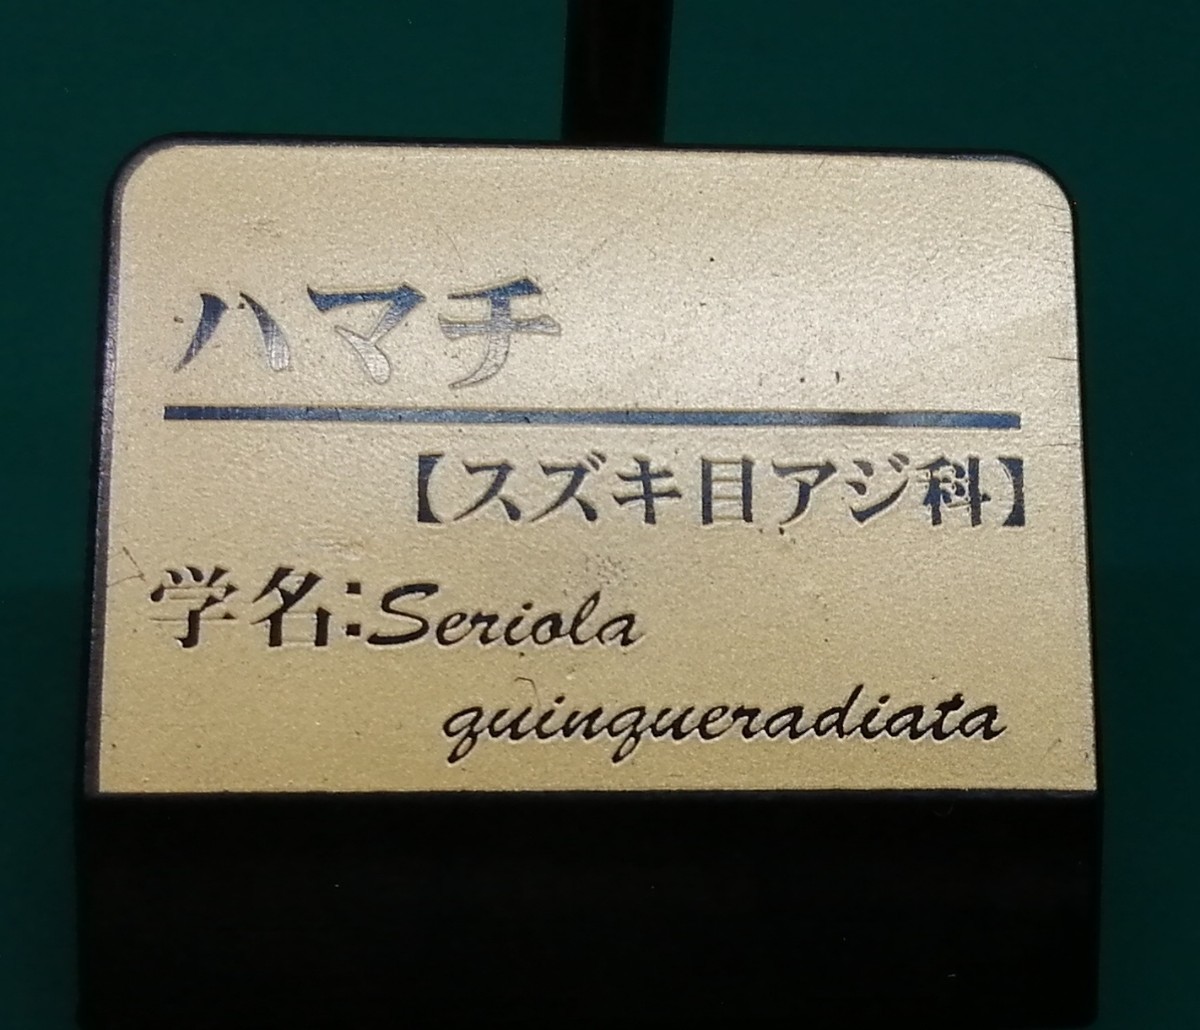 ハマチ
【スズキ目アジ科】
学名:Seriola
quinqueradiata